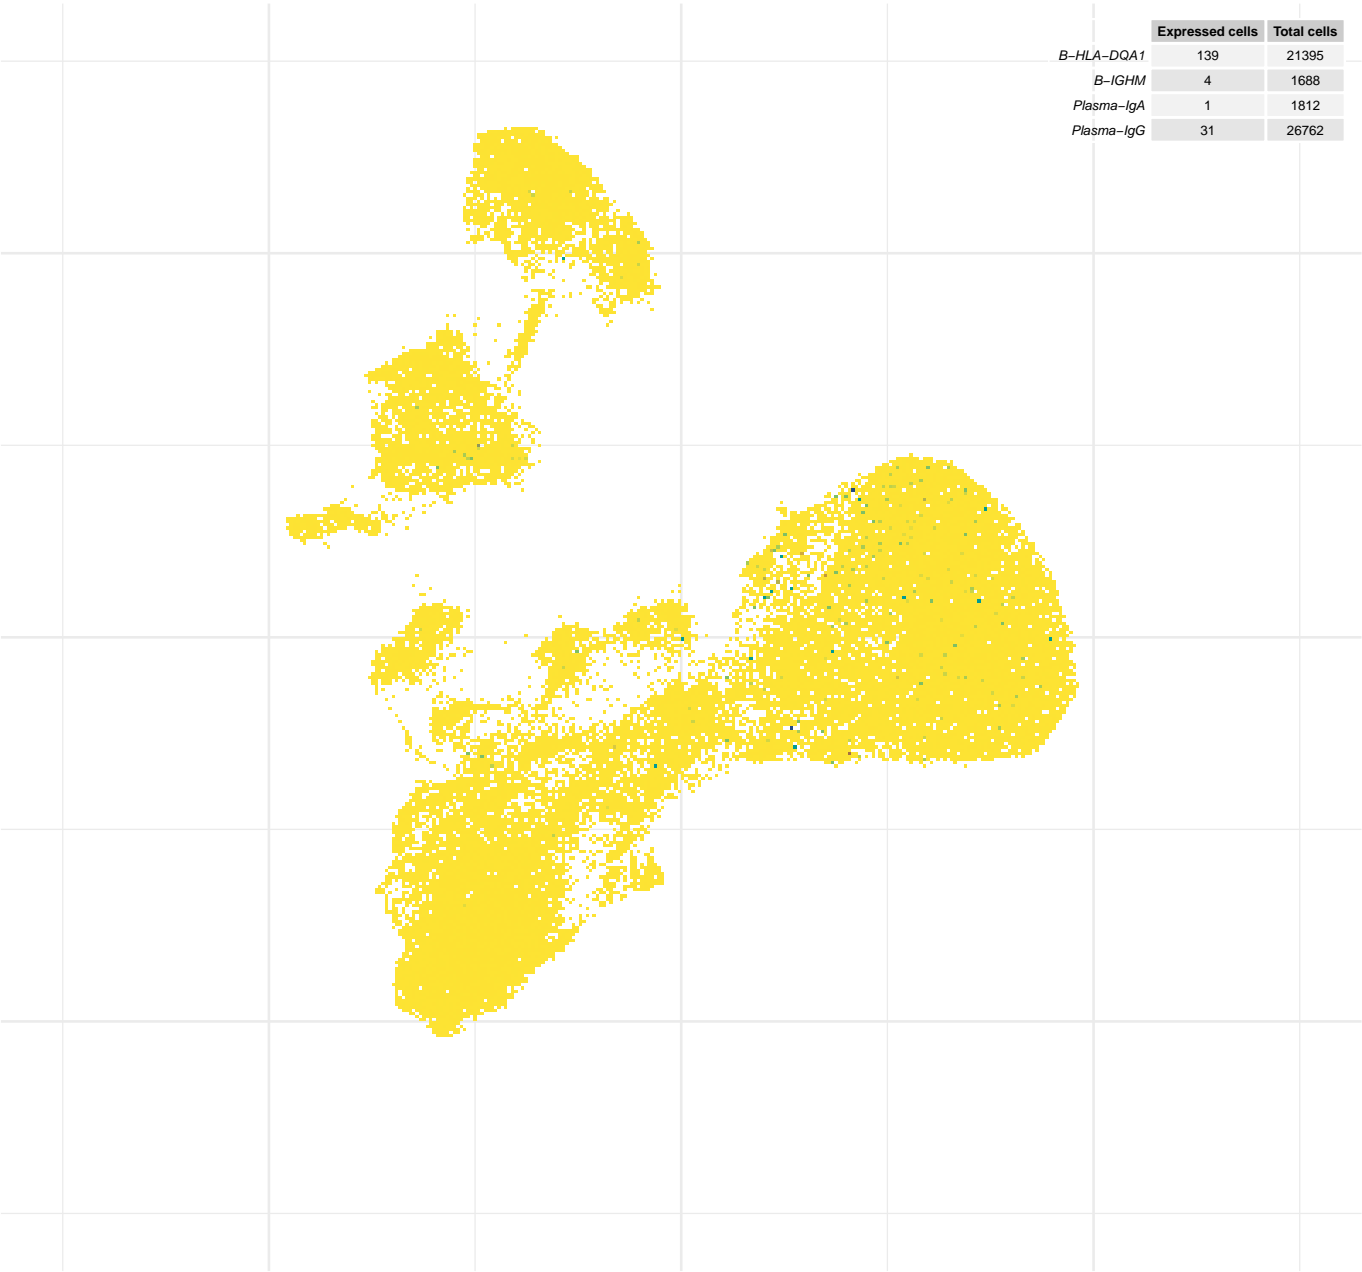 Expressed cells Total cells
B−HLA−DQA1 139 21395
B−IGHM 4 1688
Plasma−IgA 1 1812
Plasma−IgG 31 26762